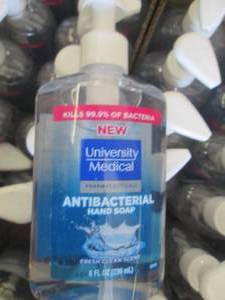 KILLS 99.9% OF BACTERIA
NEW
University
Medical
PHARMACEUTICALS
ANTIBACTERIAL
HAND SOAP
FRESH CLEAN SCENT
8 FL OZ (236 mL)